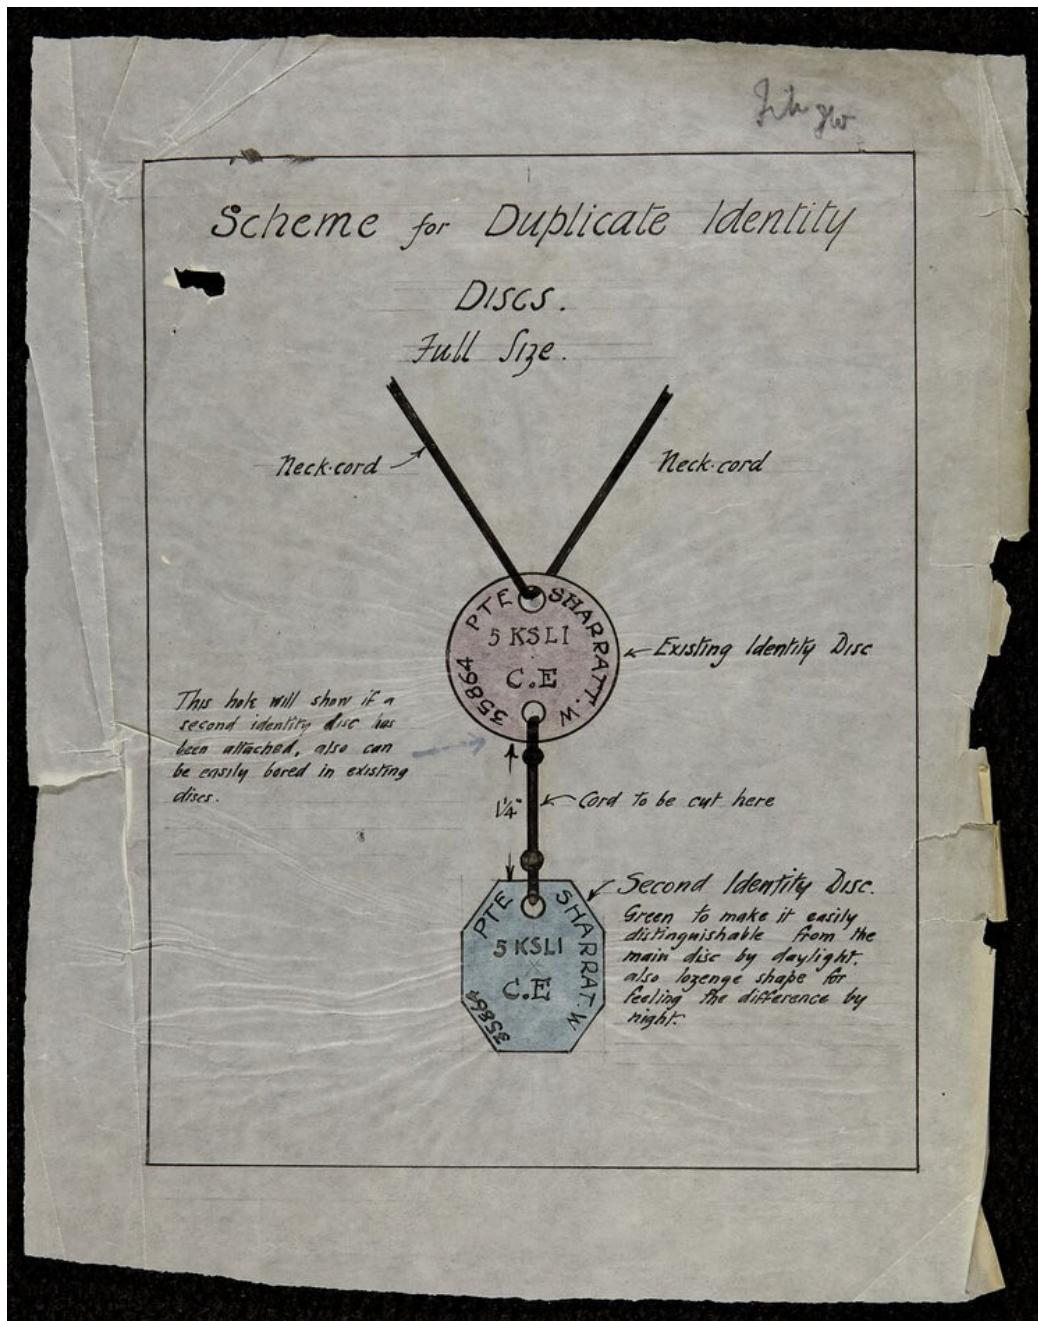 Scheme for Duplicate Identity
Discs.
Full Size.
Neck-cord
Neck-cord
PTE SHARRATT. W
5 KSLI
C.E
35864
Existing Identity Disc
This hole will show if a
second identity disc has
been attached, also can
be easily bored in existing
discs.
1/4"
Cord to be cut here
Second Identity Disc.
Green to make it easily
distinguishable from the
main disc by daylight.
also lozenge shape for
feeling the difference by
night.
PTE SHARRAT. W
5 KSLI
C.E
35864